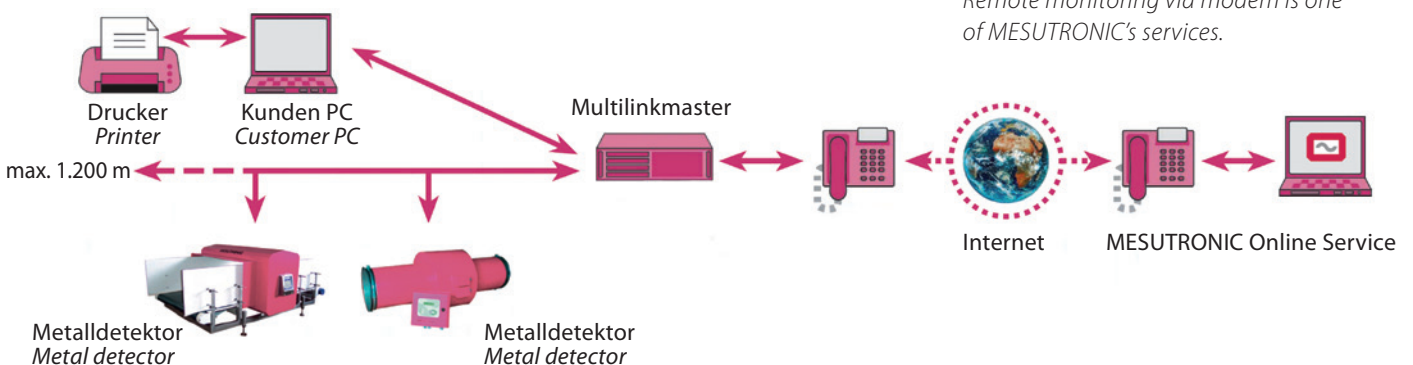 Remote monitoring via modem is one
of MESUTRONIC's services.
Drucker
Printer
Kunden PC
Customer PC
Multilinkmaster
max. 1.200 m
Internet
MESUTRONIC Online Service
Metalldetektor
Metal detector
Metalldetektor
Metal detector